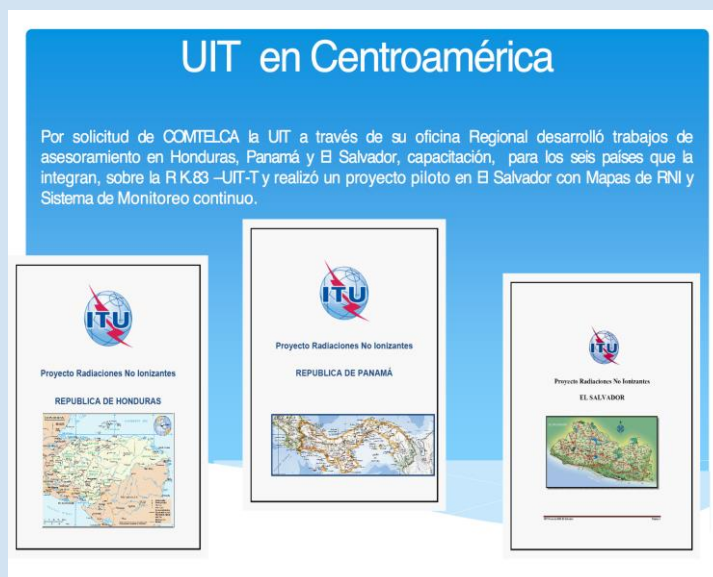 UIT en Centroamérica
Por solicitud de COMTELCA la UIT a través de su oficina Regional desarrolló trabajos de
asesoramiento en Honduras, Panamá y El Salvador, capacitación, para los seis países que la
integran, sobre la R K.83 –UIT-T y realizó un proyecto piloto en El Salvador con Mapas de RNI y
Sistema de Monitoreo continuo.
ITU
Proyecto Radiaciones No Ionizantes
REPUBLICA DE HONDURAS
ITU
Proyecto Radiaciones No Ionizantes
REPUBLICA DE PANAMÁ
ITU
Proyecto Radiaciones No Ionizantes
EL SALVADOR